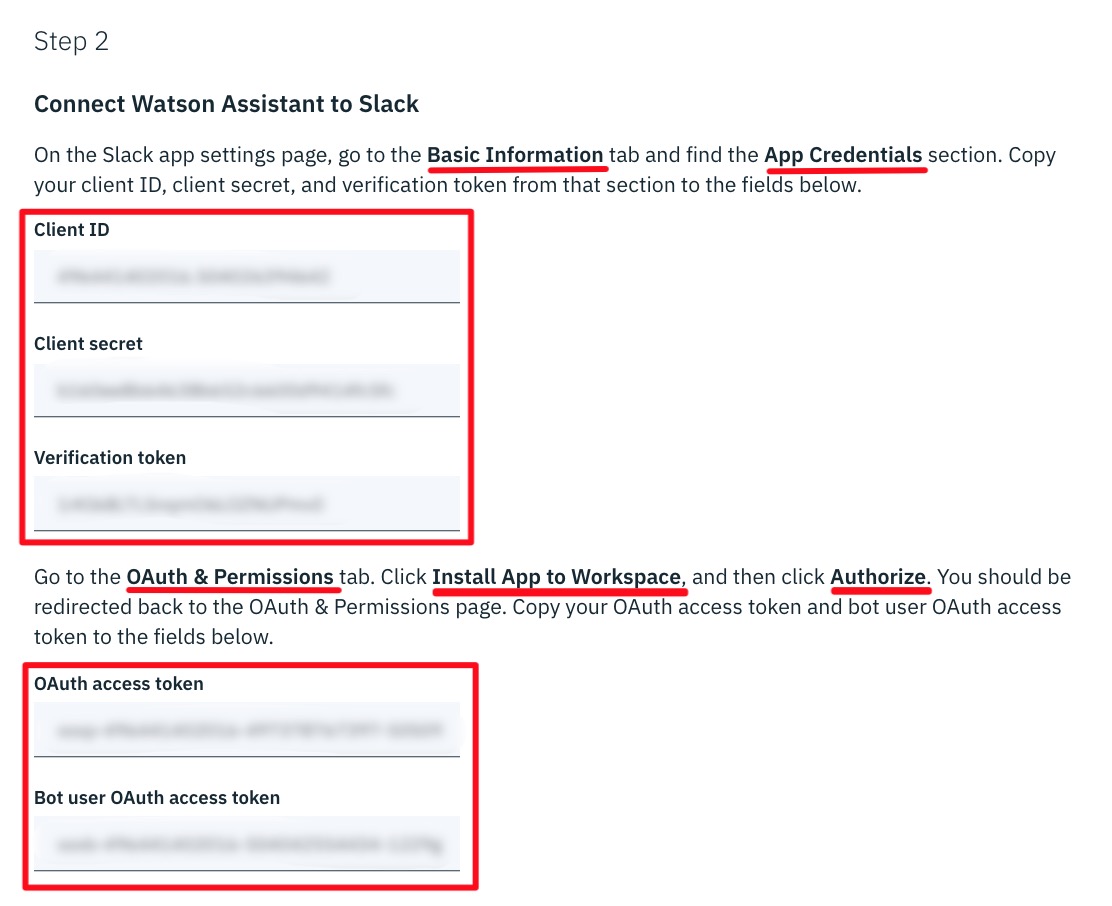 Step 2
Connect Watson Assistant to Slack
On the Slack app settings page, go to the Basic Information tab and find the App Credentials section. Copy
your client ID, client secret, and verification token from that section to the fields below.
Client ID
Client secret
Verification token
Go to the OAuth & Permissions tab. Click Install App to Workspace, and then click Authorize. You should be
redirected back to the OAuth & Permissions page. Copy your OAuth access token and bot user OAuth access
token to the fields below.
OAuth access token
Bot user OAuth access token